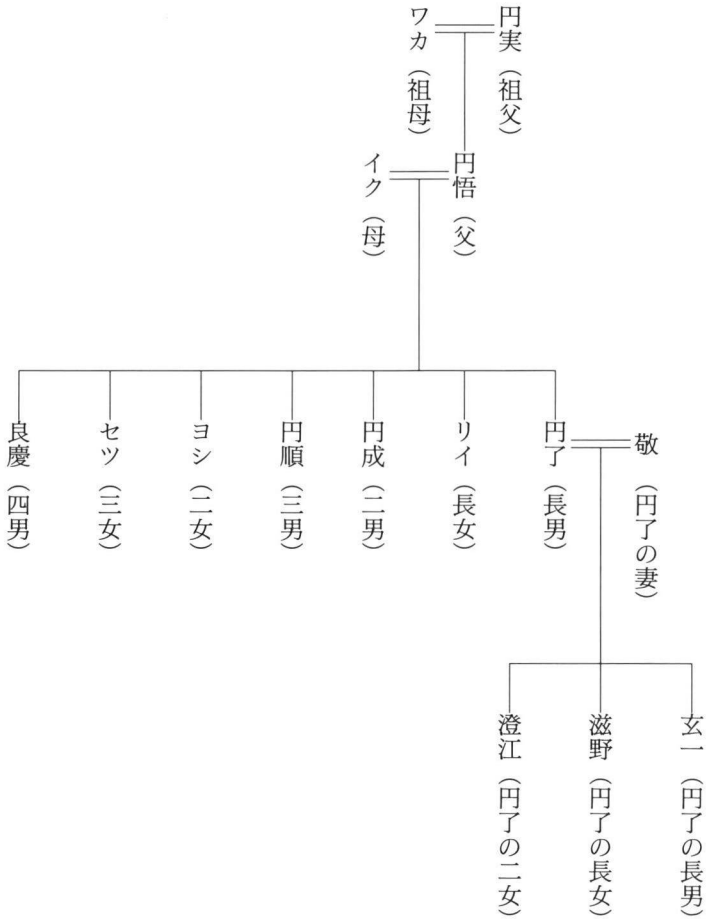 円実（祖父）
ワカ（祖母）
円悟（父）
イク（母）
敬（円了の妻）
円了（長男）
リイ（長女）
円成（二男）
円順（三男）
ヨシ（二女）
セツ（三女）
良慶（四男）
玄一（円了の長男）
滋野（円了の長女）
澄江（円了の二女）